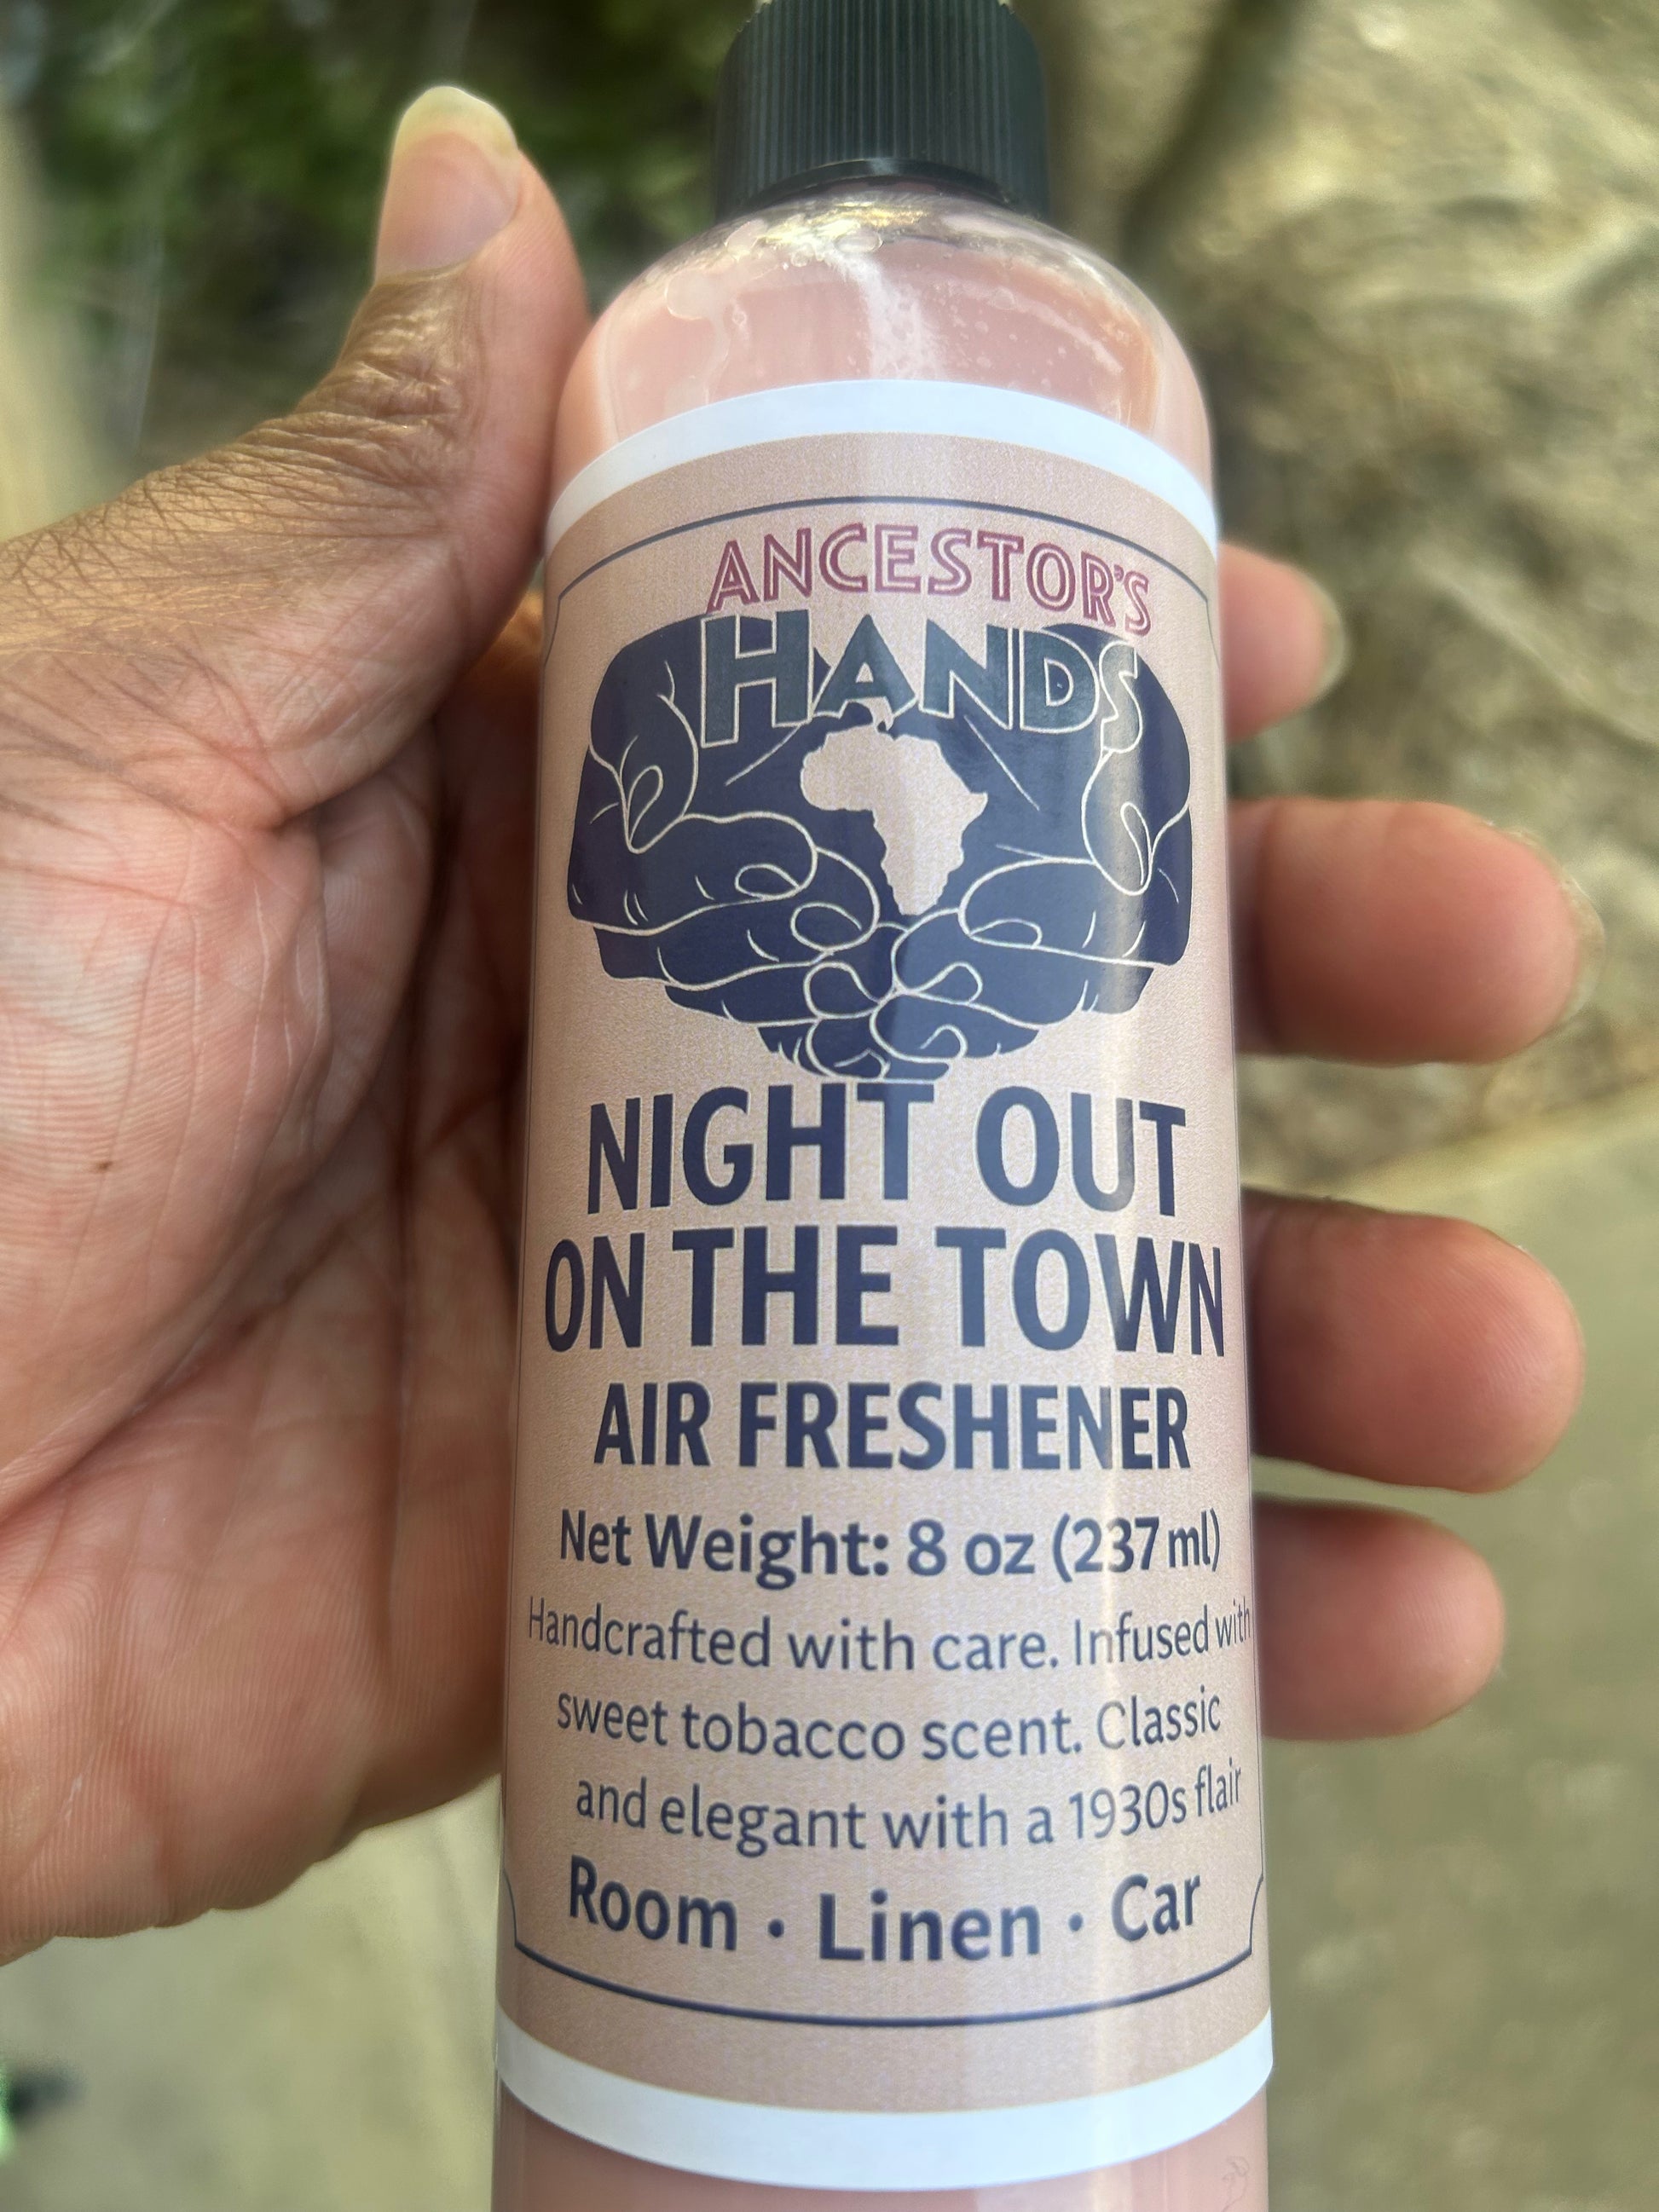 ANCESTOR'S
HANDS
NIGHT OUT
ON THE TOWN
AIR FRESHENER
Net Weight: 8 oz (237 ml)
Handcrafted with care. Infused with
sweet tobacco scent. Classic
and elegant with a 1930s flair
Room · Linen · Car